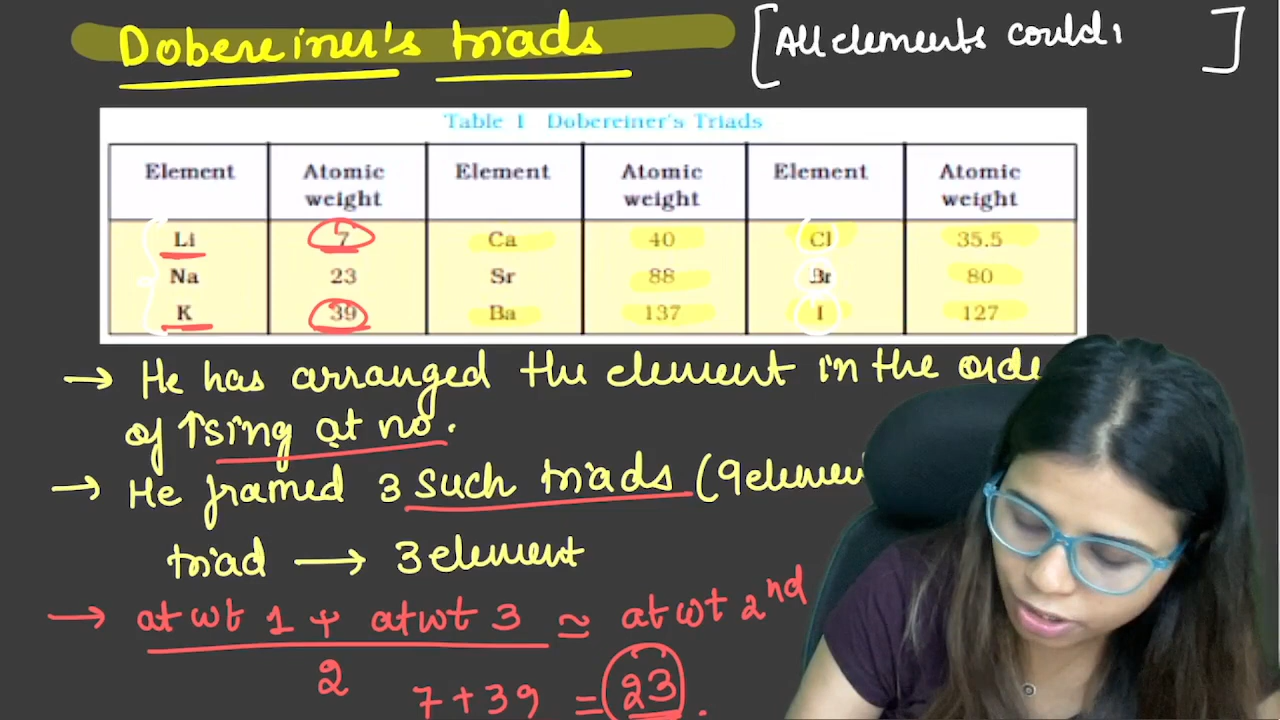 Dobereiner's triads
[All elements could ]
Table 1 Dobereiner's Triads
Element Atomic weight Element Atomic weight Element Atomic weight
Li 7 Ca 40 Cl 35.5
Na 23 Sr 88 Br 80
K 39 Ba 137 I 127
→ He has arranged the element in the orde
of ↑sing at no.
→ He framed 3 such triads (9 elemen
triad → 3 element
→ at wt 1 + at wt 3 ≃ at wt 2nd
2
7+39 = 23.